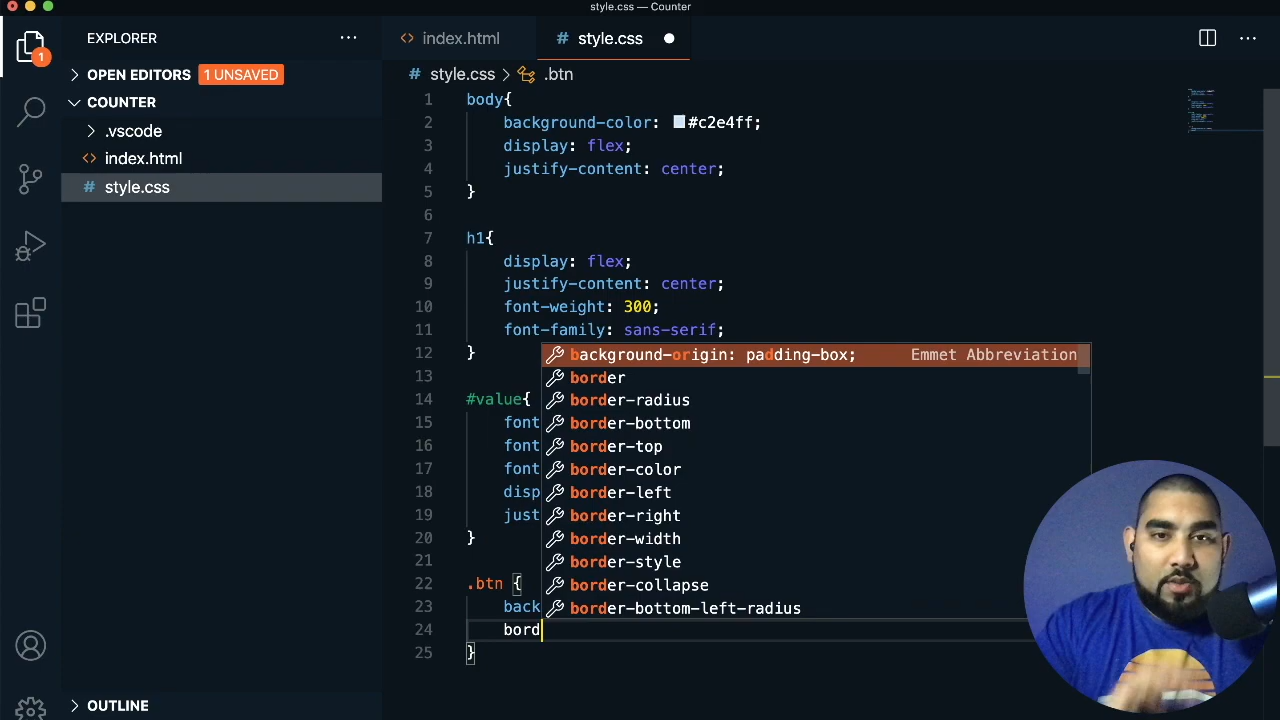 style.css — Counter
EXPLORER
index.html
style.css
OPEN EDITORS
1 UNSAVED
COUNTER
.vscode
index.html
style.css
OUTLINE
1
style.css > .btn
1 body{
2 background-color: #c2e4ff;
3 display: flex;
4 justify-content: center;
5 }
6
7 h1{
8 display: flex;
9 justify-content: center;
10 font-weight: 300;
11 font-family: sans-serif;
12 }
13
14 #value{
15 font
16 font
17 font
18 disp
19 just
20 }
21
22 .btn {
23 back
24 bord
25 }
background-origin: padding-box; Emmet Abbreviation
border
border-radius
border-bottom
border-top
border-color
border-left
border-right
border-width
border-style
border-collapse
border-bottom-left-radius